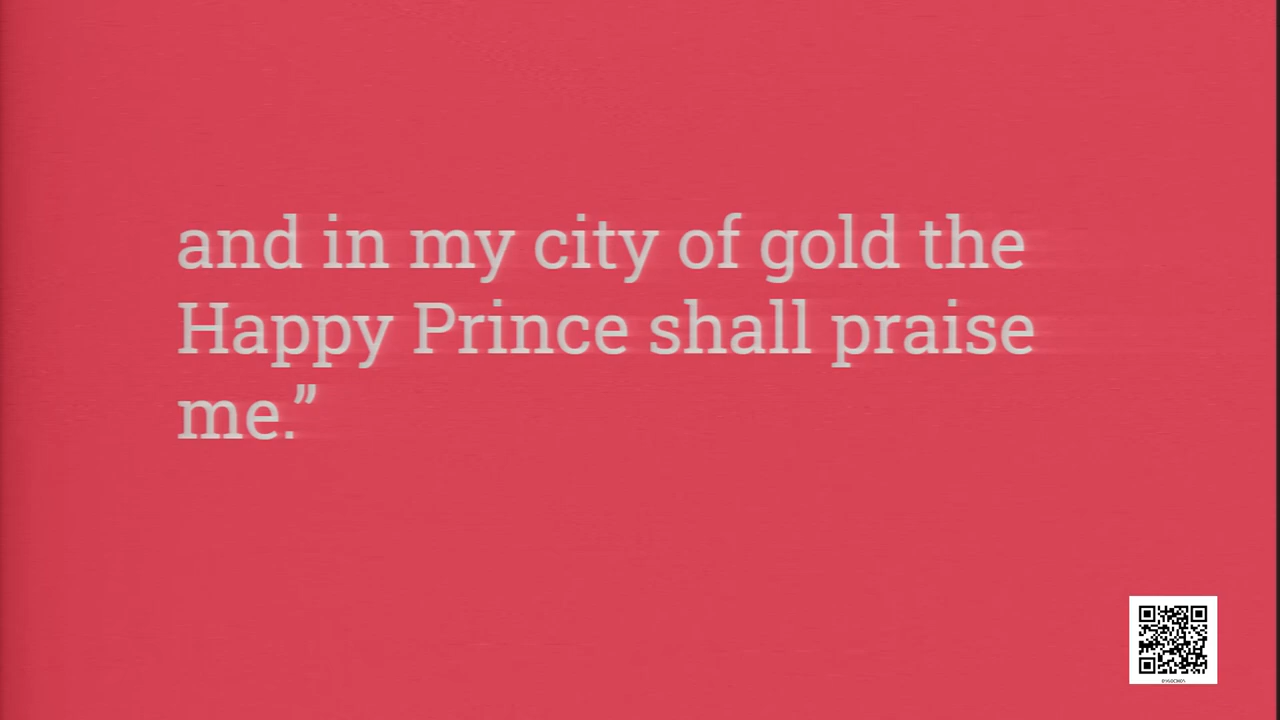 and in my city of gold the
Happy Prince shall praise
me.”